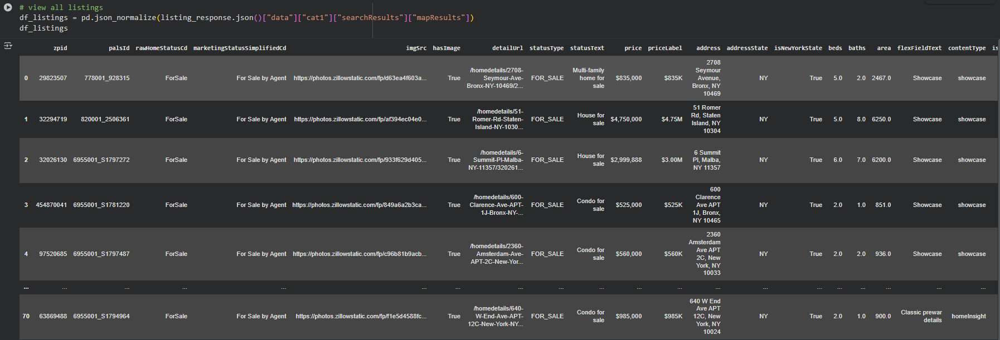 # view all listings
df_listings = pd.json_normalize(listing_response.json()["data"]["cat1"]["searchResults"]["mapResults"])
df_listings
zpid palsId rawHomeStatusCd marketingStatusSimplifiedCd imgSrc hasImage detailUrl statusType statusText price priceLabel address addressState isNewYorkState beds baths area flexFieldText contentType is
0 29823507 778001_928315 ForSale For Sale by Agent https://photos.zillowstatic.com/fp/d63ea4f603a... True /homedetails/2708-Seymour-Ave-Bronx-NY-10469/2... FOR_SALE Multi-family home for sale $835,000 $835K 2708 Seymour Avenue, Bronx, NY 10469 NY True 5.0 2.0 2467.0 Showcase showcase
1 32294719 820001_2506361 ForSale For Sale by Agent https://photos.zillowstatic.com/fp/af394ec04e0... True /homedetails/51-Romer-Rd-Staten-Island-NY-1030... FOR_SALE House for sale $4,750,000 $4.75M 51 Romer Rd, Staten Island, NY 10304 NY True 5.0 8.0 6250.0 Showcase showcase
2 32026130 6955001_S1797272 ForSale For Sale by Agent https://photos.zillowstatic.com/fp/933f629d405... True /homedetails/6-Summit-Pl-Malba-NY-11357/320261... FOR_SALE House for sale $2,999,888 $3.00M 6 Summit Pl, Malba, NY 11357 NY True 6.0 7.0 6200.0 Showcase showcase
3 454870041 6955001_S1781220 ForSale For Sale by Agent https://photos.zillowstatic.com/fp/849a6a2b3ca... True /homedetails/600-Clarence-Ave-APT-1J-Bronx-NY-... FOR_SALE Condo for sale $525,000 $525K 600 Clarence Ave APT 1J, Bronx, NY 10465 NY True 2.0 1.0 851.0 Showcase showcase
4 97520685 6955001_S1797487 ForSale For Sale by Agent https://photos.zillowstatic.com/fp/c96b81b9acb... True /homedetails/2360-Amsterdam-Ave-APT-2C-New-Yor... FOR_SALE Condo for sale $560,000 $560K 2360 Amsterdam Ave APT 2C, New York, NY 10033 NY True 2.0 2.0 936.0 Showcase showcase
... ... ... ... ... ... ... ... ... ... ... ... ... ... ... ... ... ... ... ...
70 63869488 6955001_S1794964 ForSale For Sale by Agent https://photos.zillowstatic.com/fp/f1e5d4588fc... True /homedetails/640-W-End-Ave-APT-12C-New-York-NY... FOR_SALE Condo for sale $985,000 $985K 640 W End Ave APT 12C, New York, NY 10024 NY True 2.0 1.0 900.0 Classic prewar details homeInsight